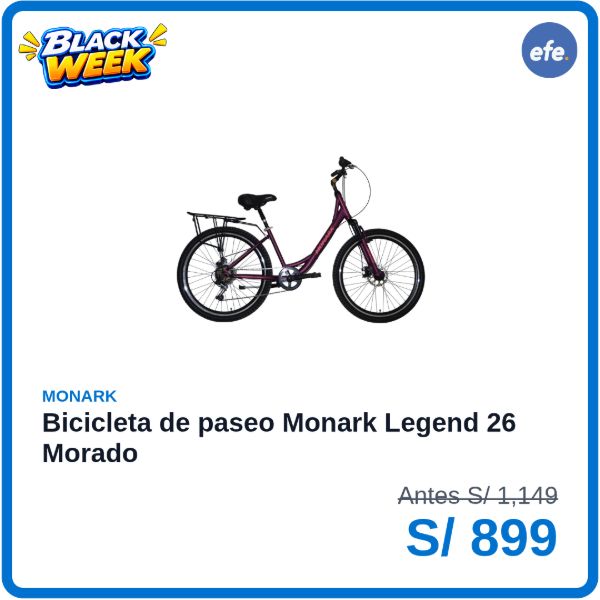 BLACK
WEEK
efe.
MONARK
Bicicleta de paseo Monark Legend 26
Morado
Antes S/ 1,149
S/ 899